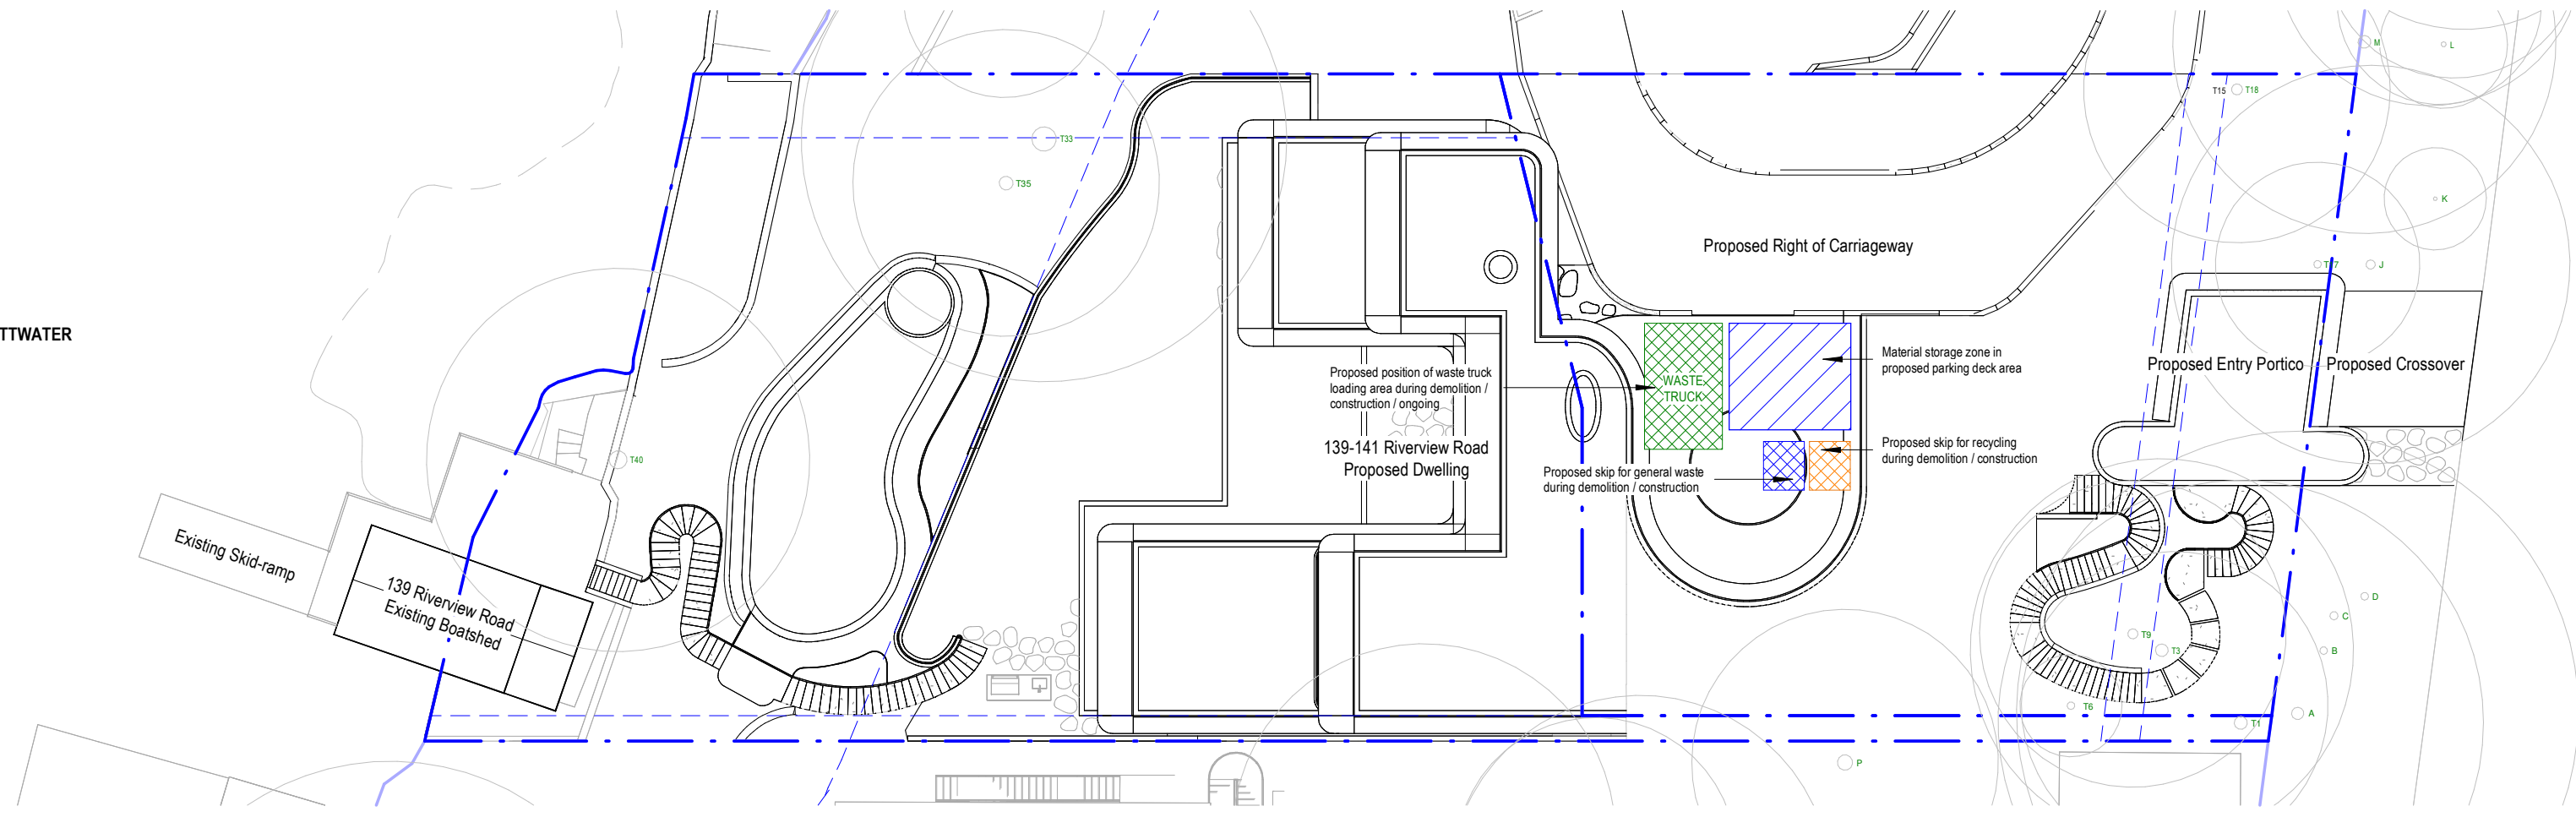 M
L
T15
T18
T33
T35
K
Proposed Right of Carriageway
T17
J
TTWATER
Material storage zone in
proposed parking deck area
Proposed Entry Portico
Proposed Crossover
Proposed position of waste truck
loading area during demolition /
construction / ongoing
WASTE
TRUCK
139-141 Riverview Road
Proposed Dwelling
Proposed skip for recycling
during demolition / construction
Proposed skip for general waste
during demolition / construction
T40
Existing Skid-ramp
139 Riverview Road
Existing Boatshed
D
C
T9
T3
B
T6
A
T1
P